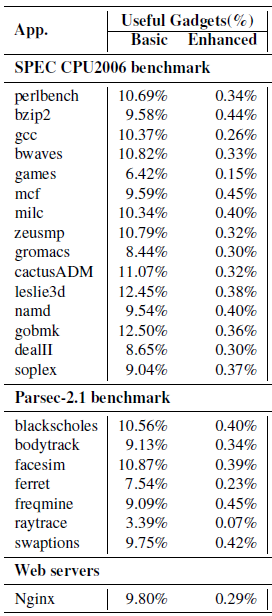 App. Useful Gadgets(%)
Basic Enhanced
SPEC CPU2006 benchmark
perlbench 10.69% 0.34%
bzip2 9.58% 0.44%
gcc 10.37% 0.26%
bwaves 10.82% 0.33%
games 6.42% 0.15%
mcf 9.59% 0.45%
milc 10.34% 0.40%
zeusmp 10.79% 0.32%
gromacs 8.44% 0.30%
cactusADM 11.07% 0.32%
leslie3d 12.45% 0.38%
namd 9.54% 0.40%
gobmk 12.50% 0.36%
dealII 8.65% 0.30%
soplex 9.04% 0.37%
Parsec-2.1 benchmark
blackscholes 10.56% 0.40%
bodytrack 9.13% 0.34%
facesim 10.87% 0.39%
ferret 7.54% 0.23%
freqmine 9.09% 0.45%
raytrace 3.39% 0.07%
swaptions 9.75% 0.42%
Web servers
Nginx 9.80% 0.29%